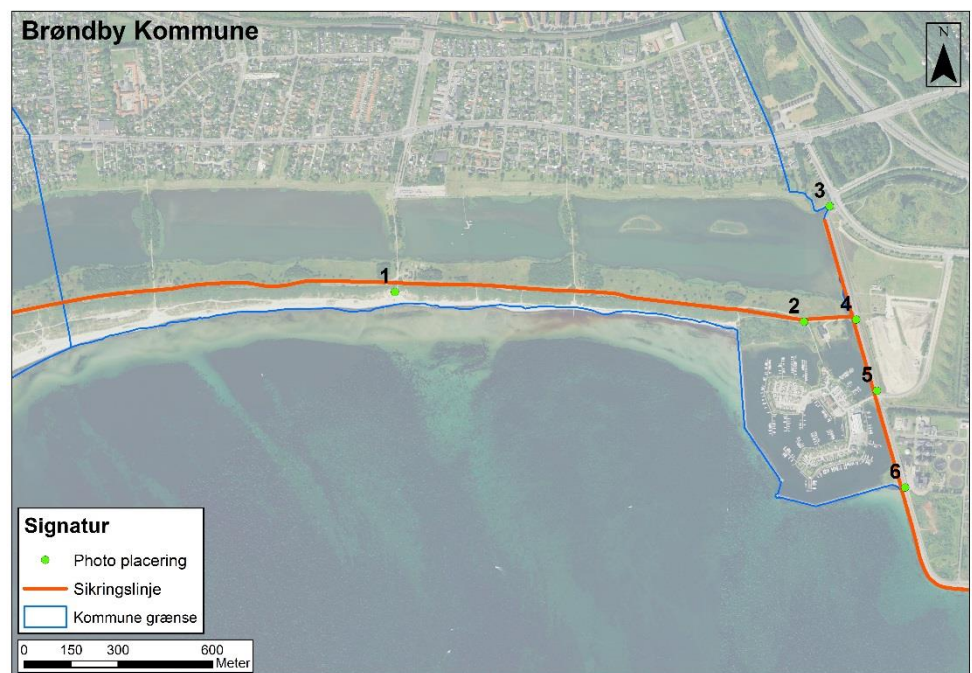 Brøndby Kommune
N
3
1
2
4
5
6
Signatur
Photo placering
Sikringslinje
Kommune grænse
0 150 300 600
Meter